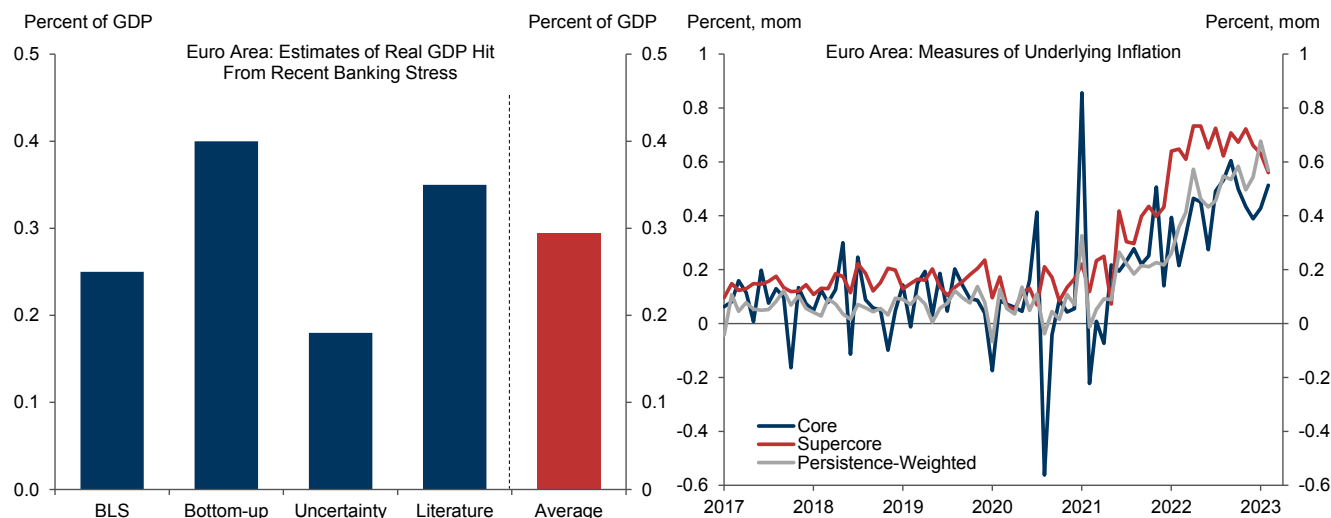 Percent of GDP
Percent of GDP
Euro Area: Estimates of Real GDP Hit
From Recent Banking Stress
0.5
0.4
0.3
0.2
0.1
0.0
0.5
0.4
0.3
0.2
0.1
0
BLS
Bottom-up
Uncertainty
Literature
Average
Percent, mom
Percent, mom
Euro Area: Measures of Underlying Inflation
1
0.8
0.6
0.4
0.2
0
-0.2
-0.4
-0.6
1
0.8
0.6
0.4
0.2
0
-0.2
-0.4
-0.6
Core
Supercore
Persistence-Weighted
2017
2018
2019
2020
2021
2022
2023